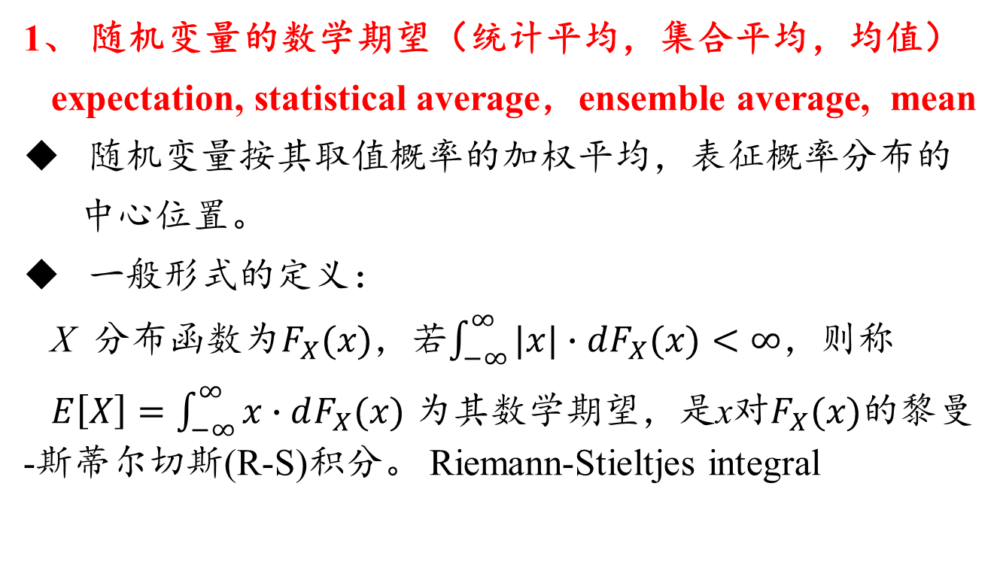 1、 随机变量的数学期望（统计平均，集合平均，均值）
expectation, statistical average，ensemble average, mean
◆ 随机变量按其取值概率的加权平均，表征概率分布的
中心位置。
◆ 一般形式的定义：
X 分布函数为$F_X(x)$，若$\int_{-\infty}^{\infty}|x|\cdot dF_X(x)<\infty$，则称
$E[X]=\int_{-\infty}^{\infty}x\cdot dF_X(x)$ 为其数学期望，是x对$F_X(x)$的黎曼
-斯蒂尔切斯(R-S)积分。Riemann-Stieltjes integral